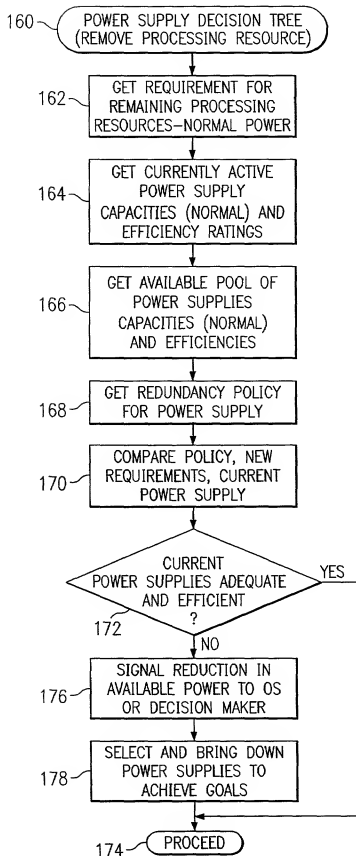 160
POWER SUPPLY DECISION TREE
(REMOVE PROCESSING RESOURCE)
162
GET REQUIREMENT FOR
REMAINING PROCESSING
RESOURCES–NORMAL POWER
164
GET CURRENTLY ACTIVE
POWER SUPPLY
CAPACITIES (NORMAL) AND
EFFICIENCY RATINGS
166
GET AVAILABLE POOL OF
POWER SUPPLIES
CAPACITIES (NORMAL)
AND EFFICIENCIES
168
GET REDUNDANCY POLICY
FOR POWER SUPPLY
170
COMPARE POLICY, NEW
REQUIREMENTS, CURRENT
POWER SUPPLY
172
CURRENT
POWER SUPPLIES ADEQUATE
AND EFFICIENT
?
YES
NO
176
SIGNAL REDUCTION IN
AVAILABLE POWER TO OS
OR DECISION MAKER
178
SELECT AND BRING DOWN
POWER SUPPLIES TO
ACHIEVE GOALS
174
PROCEED